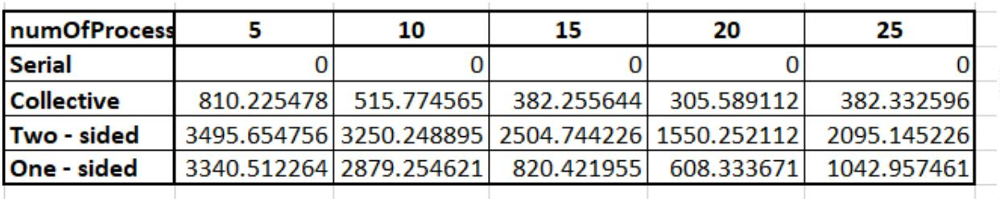 numOfProcess 5 10 15 20 25
Serial 0 0 0 0 0
Collective 810.225478 515.774565 382.255644 305.589112 382.332596
Two - sided 3495.654756 3250.248895 2504.744226 1550.252112 2095.145226
One - sided 3340.512264 2879.254621 820.421955 608.333671 1042.957461